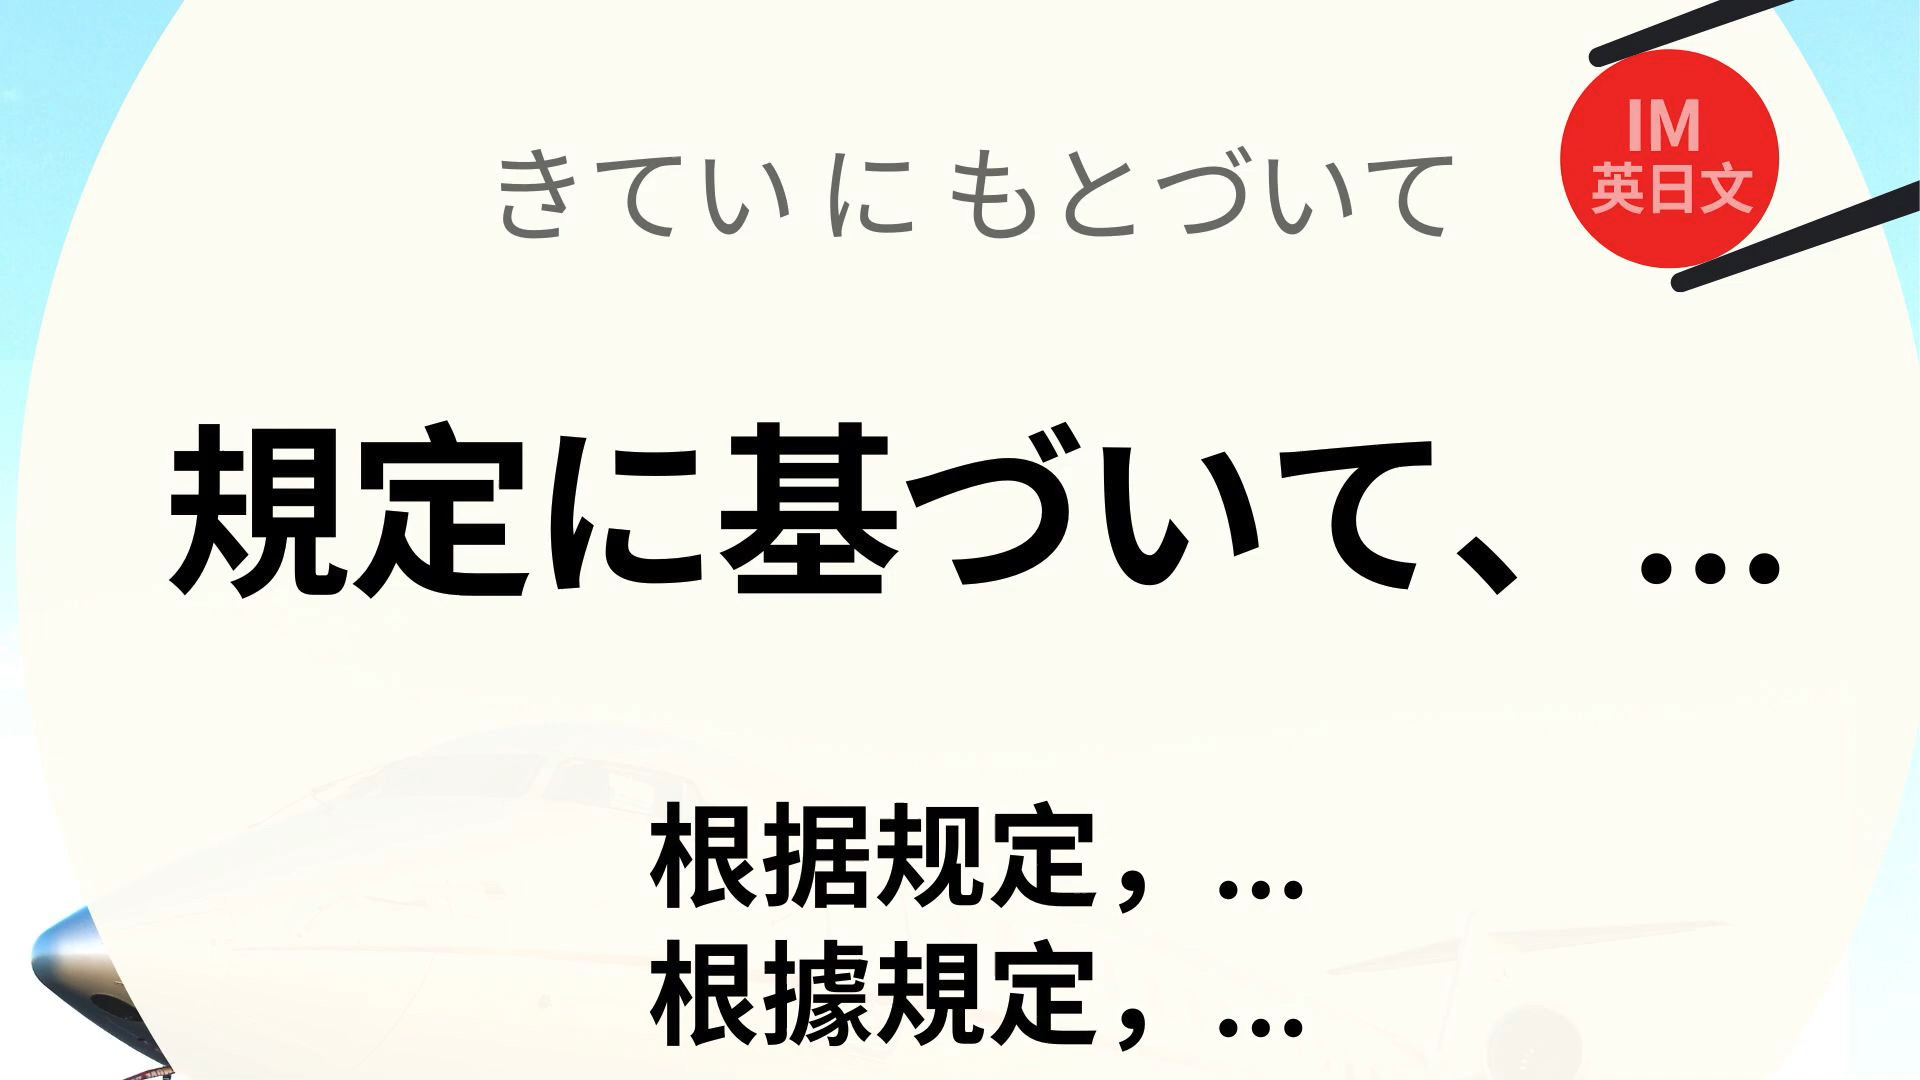 きてい に もとづいて
IM
英日文
規定に基づいて、...
根据规定，...
根據規定，...